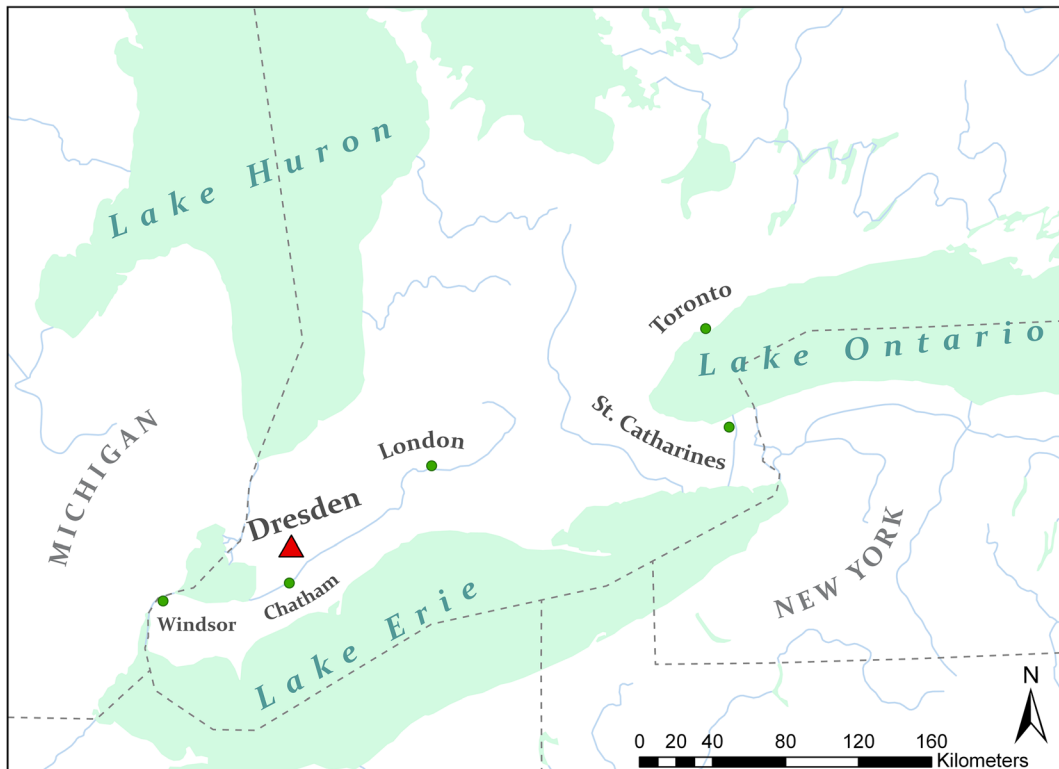 Lake Huron
Toronto
Lake Ontario
MICHIGAN
London
St. Catharines
Dresden
NEW YORK
Chatham
Windsor
Lake Erie
N
0 20 40 80 120 160
Kilometers